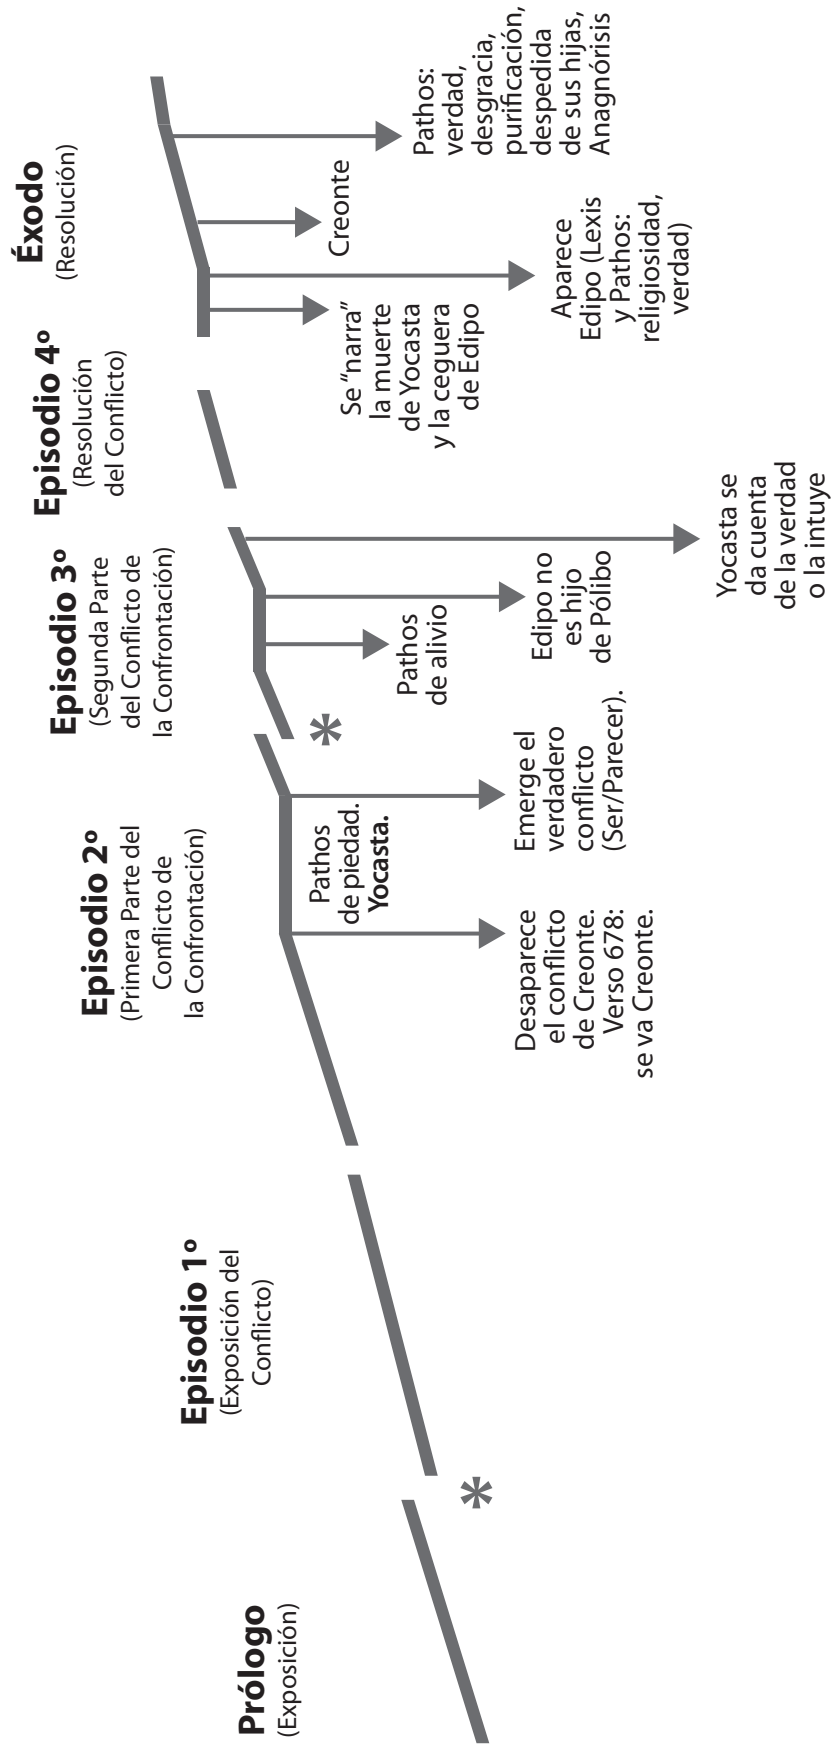 Prólogo
(Exposición)
*
Episodio 1º
(Exposición del
Conflicto)
Episodio 2º
(Primera Parte del
Conflicto de
la Confrontación)
Desaparece
el conflicto
de Creonte.
Verso 678:
se va Creonte.
Pathos
de piedad.
Yocasta.
Emerge el
verdadero
conflicto
(Ser/Parecer).
*
Episodio 3º
(Segunda Parte
del Conflicto de
la Confrontación)
Pathos
de alivio
Edipo no
es hijo
de Pólibo
Yocasta se
da cuenta
de la verdad
o la intuye
Episodio 4º
(Resolución
del Conflicto)
Éxodo
(Resolución)
Se “narra”
la muerte
de Yocasta
y la ceguera
de Edipo
Aparece
Edipo (Lexis
y Pathos:
religiosidad,
verdad)
Creonte
Pathos:
verdad,
desgracia,
purificación,
despedida
de sus hijas,
Anagnórisis